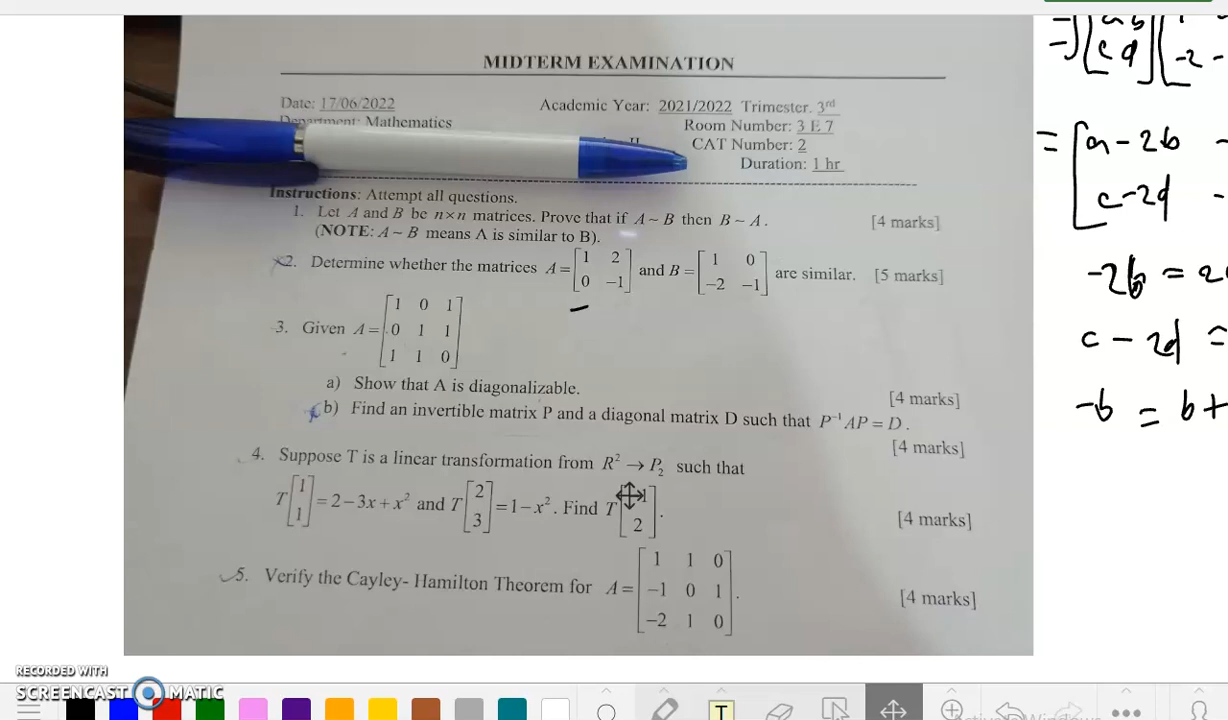 MIDTERM EXAMINATION
Date: 17/06/2022 Academic Year: 2021/2022 Trimester. 3rd
Department: Mathematics Room Number: 3 E 7
CAT Number: 2
Duration: 1 hr
Instructions: Attempt all questions.
1. Let A and B be n×n matrices. Prove that if A ~ B then B ~ A. [4 marks]
(NOTE: A ~ B means A is similar to B).
2. Determine whether the matrices A = [1 2; 0 −1] and B = [1 0; −2 −1] are similar. [5 marks]
3. Given A = [1 0 1; 0 1 1; 1 1 0]
a) Show that A is diagonalizable. [4 marks]
b) Find an invertible matrix P and a diagonal matrix D such that P⁻¹AP = D.
[4 marks]
4. Suppose T is a linear transformation from R² → P₂ such that
T[1; 1] = 2 − 3x + x² and T[2; 3] = 1 − x². Find T[1; 2]. [4 marks]
5. Verify the Cayley- Hamilton Theorem for A = [1 1 0; −1 0 1; −2 1 0]. [4 marks]
c d -2 -
= a - 2b
c - 2d
-2b = 2
c - 2d =
-b = b +
RECORDED WITH
SCREENCAST MATIC
T